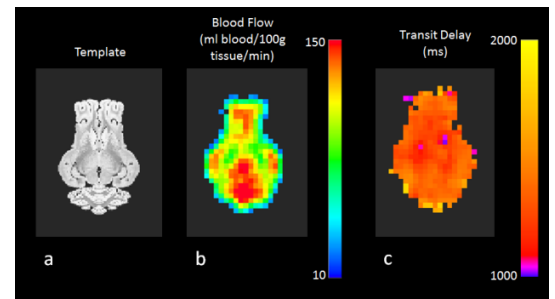 Template
Blood Flow
(ml blood/100g
tissue/min)
150
10
Transit Delay
(ms)
2000
1000
a
b
c